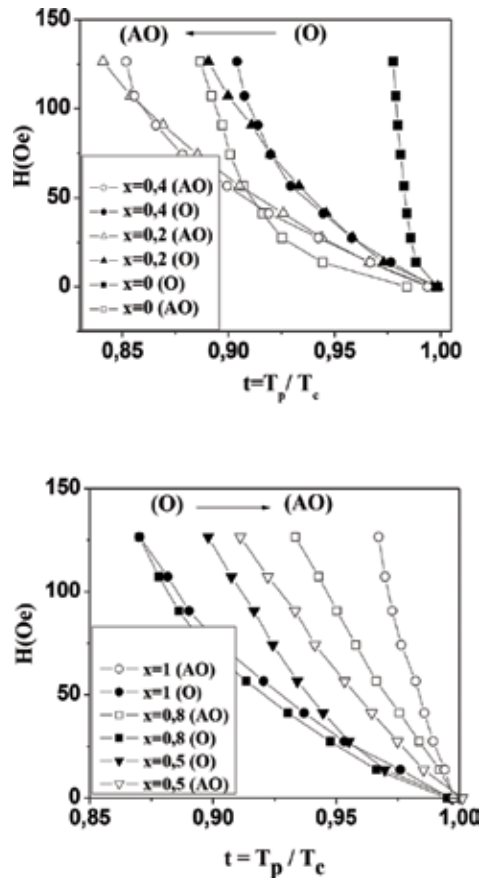 (AO) (O)
150
100
50
0
H(Oe)
x=0,4 (AO)
x=0,4 (O)
x=0,2 (AO)
x=0,2 (O)
x=0 (O)
x=0 (AO)
0,85 0,90 0,95 1,00
t=Tp/ Tc
(O) (AO)
150
100
50
0
H(Oe)
x=1 (AO)
x=1 (O)
x=0,8 (AO)
x=0,8 (O)
x=0,5 (O)
x=0,5 (AO)
0,85 0,90 0,95 1,00
t = Tp / Tc